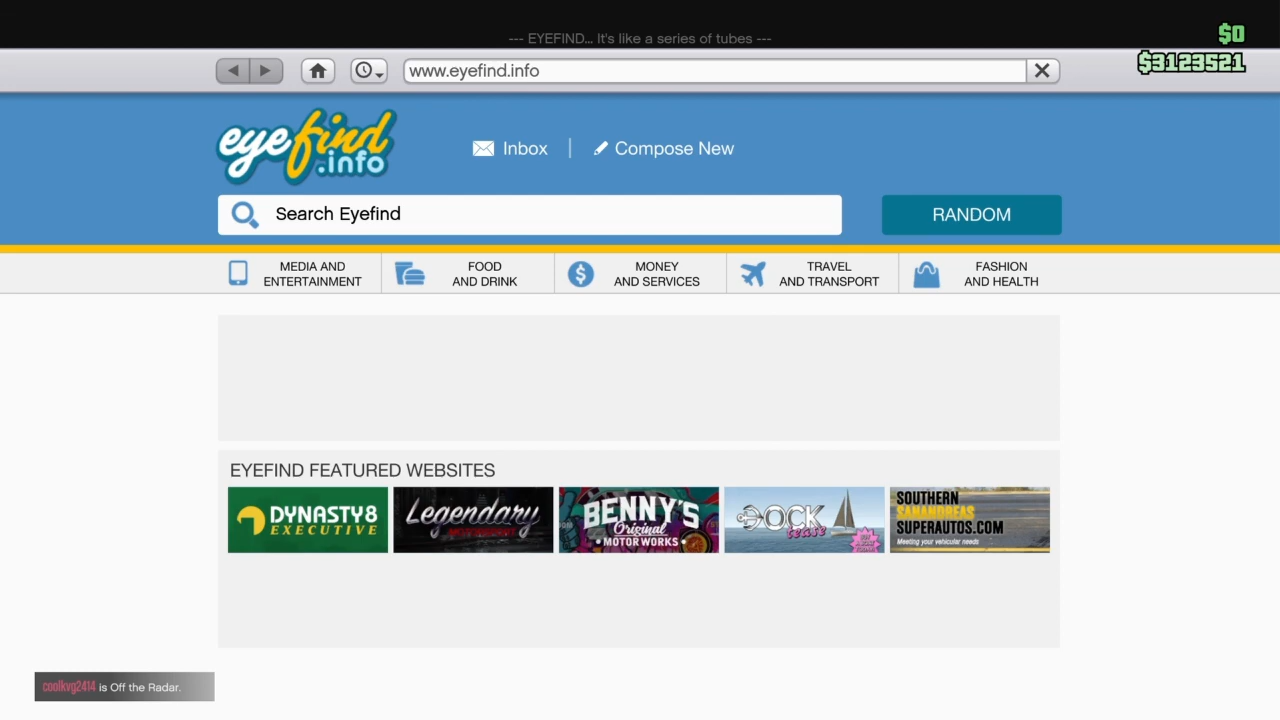 --- EYEFIND... It's like a series of tubes ---
$0
$3123521
www.eyefind.info
eyefind
.info
Inbox
Compose New
Search Eyefind
RANDOM
MEDIA AND
ENTERTAINMENT
FOOD
AND DRINK
MONEY
AND SERVICES
TRAVEL
AND TRANSPORT
FASHION
AND HEALTH
EYEFIND FEATURED WEBSITES
DYNASTY8
EXECUTIVE
Legendary
MOTORSPORT
BENNY'S
Original
•MOTORWORKS•
DOCK
tease
SOUTHERN
SANANDREAS
SUPERAUTOS.COM
Meeting your vehicular needs
coolkvg2414 is Off the Radar.